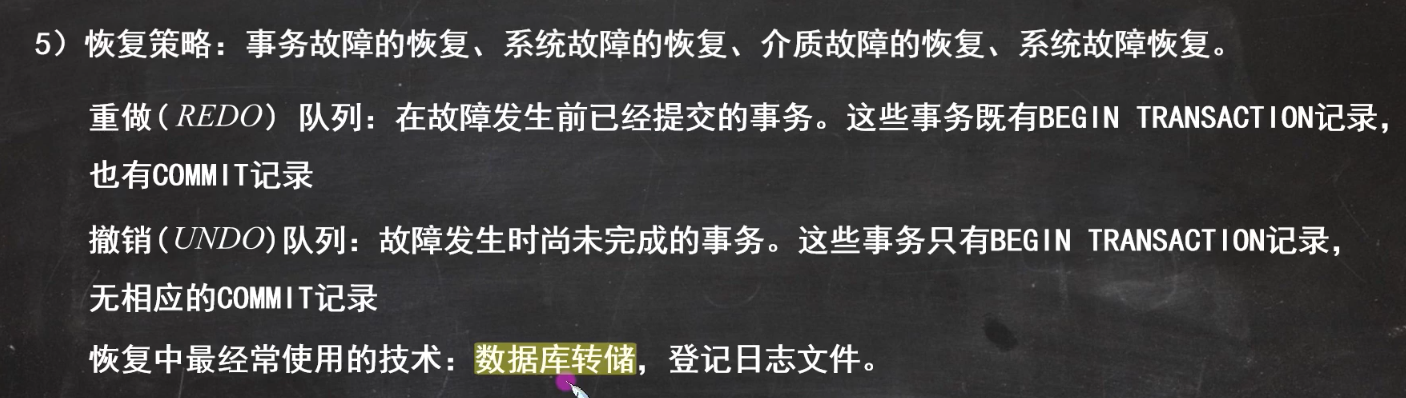 5）恢复策略：事务故障的恢复、系统故障的恢复、介质故障的恢复、系统故障恢复。
重做(REDO）队列：在故障发生前已经提交的事务。这些事务既有BEGIN TRANSACTION记录，
也有COMMIT记录
撤销(UNDO)队列：故障发生时尚未完成的事务。这些事务只有BEGIN TRANSACTION记录，
无相应的COMMIT记录
恢复中最经常使用的技术：数据库转储，登记日志文件。